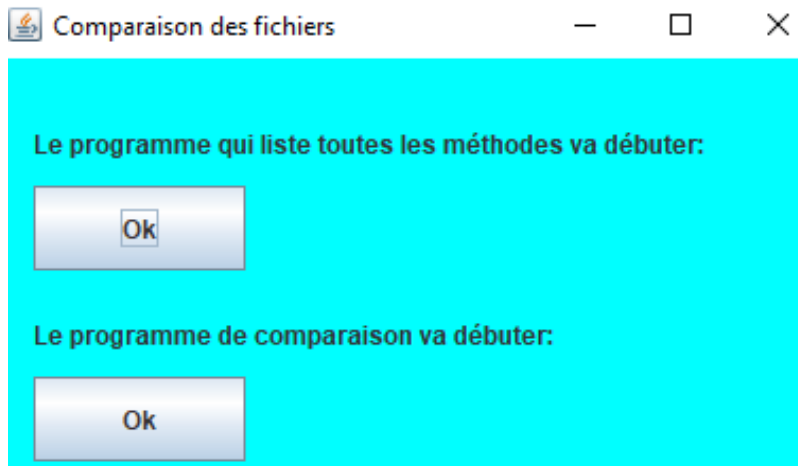 Comparaison des fichiers
Le programme qui liste toutes les méthodes va débuter:
Ok
Le programme de comparaison va débuter:
Ok